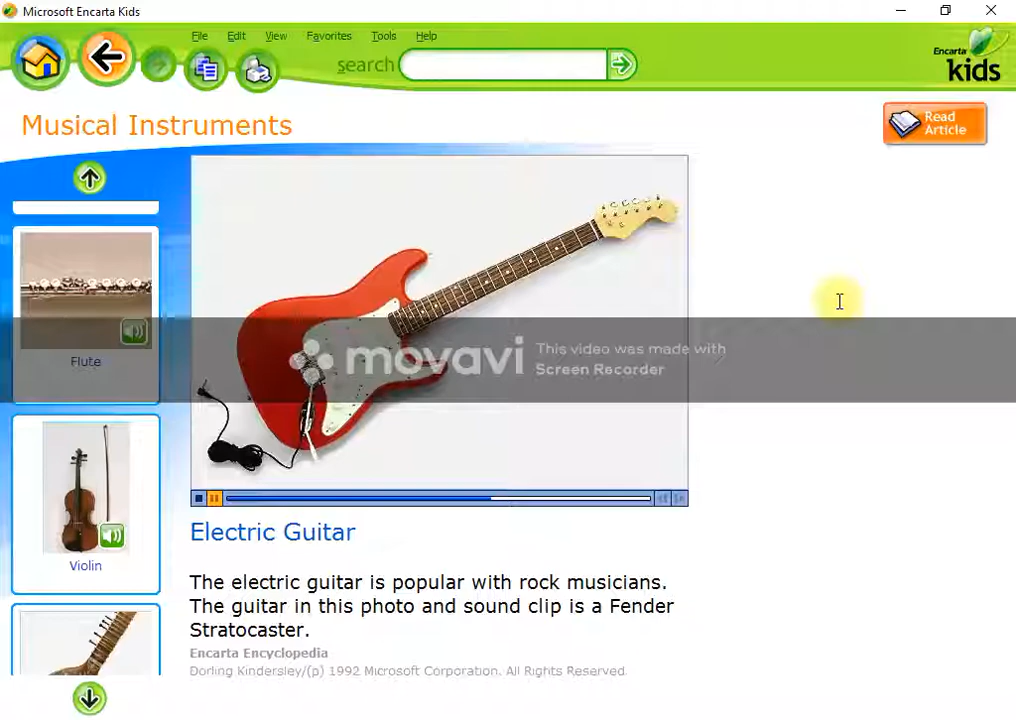 Microsoft Encarta Kids
File Edit View Favorites Tools Help
search
Encarta
kids
Musical Instruments
Read
Article
Flute
movavi
This video was made with
Screen Recorder
Violin
Electric Guitar
The electric guitar is popular with rock musicians.
The guitar in this photo and sound clip is a Fender
Stratocaster.
Encarta Encyclopedia
Dorling Kindersley/(p) 1992 Microsoft Corporation. All Rights Reserved.